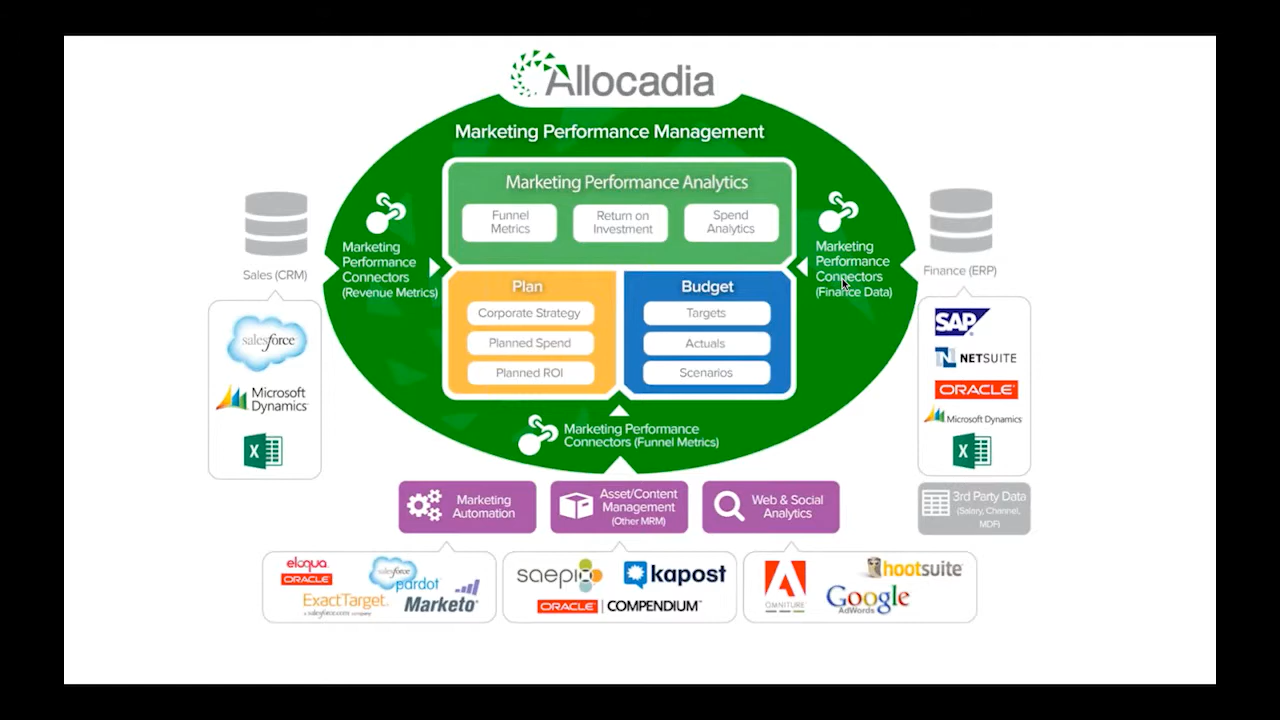 Allocadia
Marketing Performance Management
Marketing Performance Analytics
Funnel
Metrics
Return on
Investment
Spend
Analytics
Marketing
Performance
Connectors
(Revenue Metrics)
Marketing
Performance
Connectors
(Finance Data)
Plan
Corporate Strategy
Planned Spend
Planned ROI
Budget
Targets
Actuals
Scenarios
Marketing Performance
Connectors (Funnel Metrics)
Sales (CRM)
salesforce
Microsoft
Dynamics
X
Finance (ERP)
SAP
N NETSUITE
ORACLE
Microsoft Dynamics
X
3rd Party Data
(Salary, Channel,
MDF)
Marketing
Automation
Asset/Content
Management
(Other MRM)
Web & Social
Analytics
eloqua
ORACLE
salesforce
pardot
ExactTarget
a salesforce.com company
Marketo
saepio
kapost
ORACLE | COMPENDIUM
OMNITURE
hootsuite
Google
AdWords